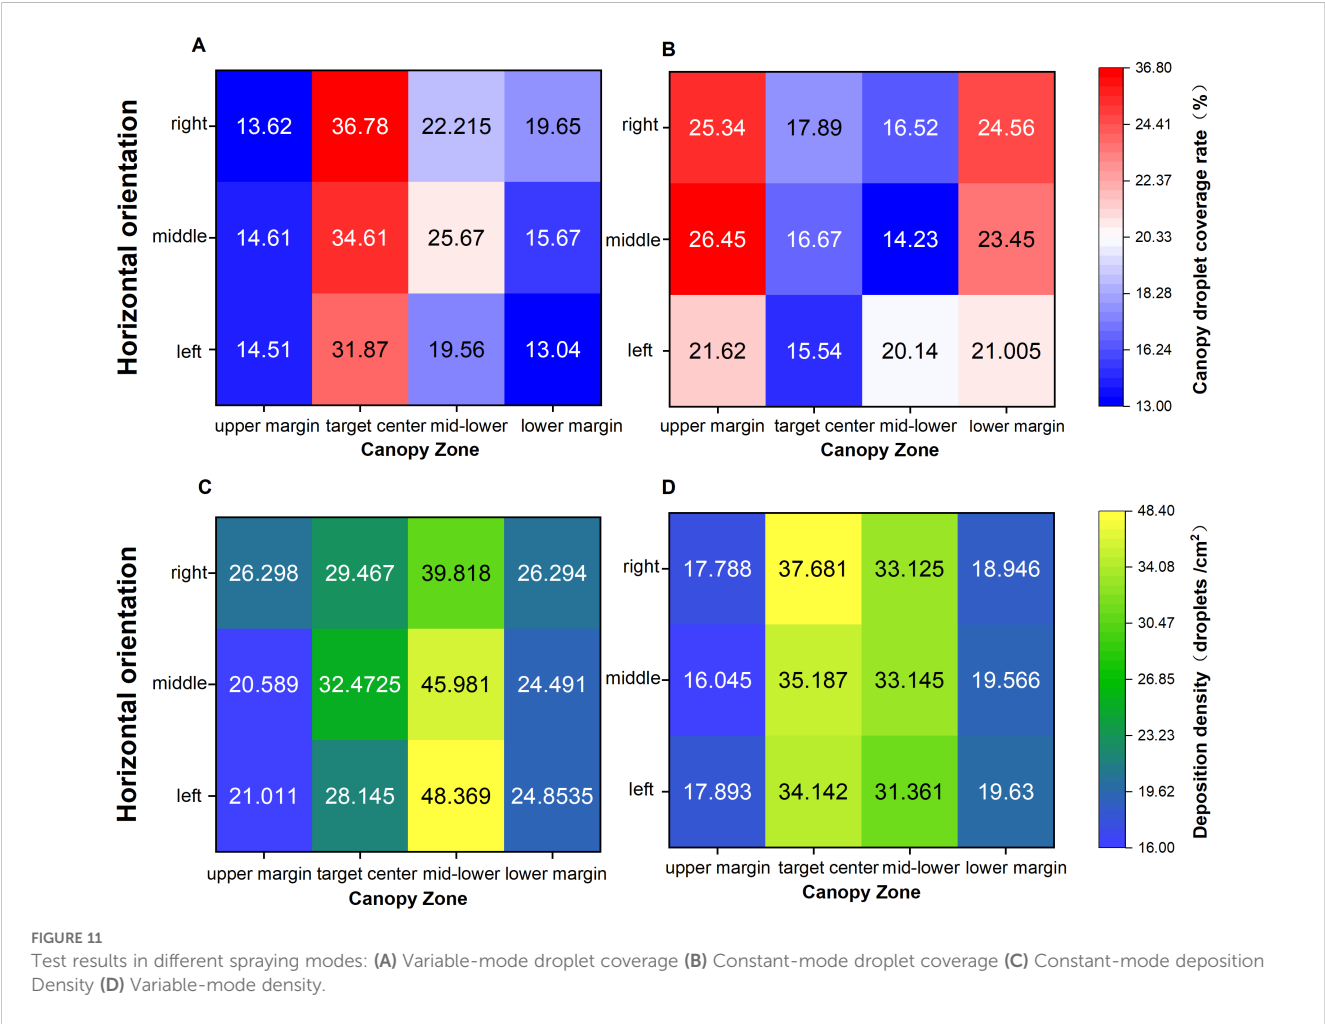 A
Horizontal orientation
right
13.62 36.78 22.215 19.65
middle
14.61 34.61 25.67 15.67
left
14.51 31.87 19.56 13.04
upper margin target center mid-lower lower margin
Canopy Zone
B
right
25.34 17.89 16.52 24.56
middle
26.45 16.67 14.23 23.45
left
21.62 15.54 20.14 21.005
upper margin target center mid-lower lower margin
Canopy Zone
36.80
24.41
22.37
20.33
18.28
16.24
13.00
Canopy droplet coverage rate（%）
C
Horizontal orientation
right
26.298 29.467 39.818 26.294
middle
20.589 32.4725 45.981 24.491
left
21.011 28.145 48.369 24.8535
upper margin target center mid-lower lower margin
Canopy Zone
D
right
17.788 37.681 33.125 18.946
middle
16.045 35.187 33.145 19.566
left
17.893 34.142 31.361 19.63
upper margin target center mid-lower lower margin
Canopy Zone
48.40
34.08
30.47
26.85
23.23
19.62
16.00
Deposition density（droplets /cm²）
FIGURE 11
Test results in different spraying modes: (A) Variable-mode droplet coverage (B) Constant-mode droplet coverage (C) Constant-mode deposition
Density (D) Variable-mode density.